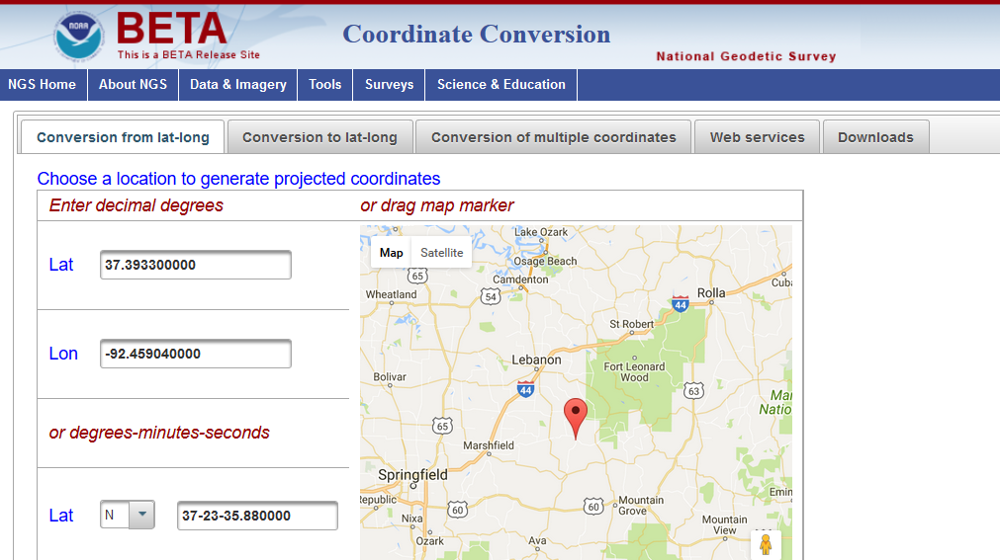 NOAA
BETA
This is a BETA Release Site
Coordinate Conversion
National Geodetic Survey
NGS Home
About NGS
Data & Imagery
Tools
Surveys
Science & Education
Conversion from lat-long
Conversion to lat-long
Conversion of multiple coordinates
Web services
Downloads
Choose a location to generate projected coordinates
Enter decimal degrees
or drag map marker
Lat
37.393300000
Lon
-92.459040000
or degrees-minutes-seconds
Lat
N
37-23-35.880000
Map
Satellite
Lake Ozark
Osage Beach
Camdenton
65
54
Wheatland
Rolla
Cuba
44
St Robert
Lebanon
Fort Leonard
Wood
Bolivar
44
63
Natio
65
Marshfield
Springfield
Republic
60
60
Mountain
Grove
Nixa
Ozark
Ava
Mountain
View